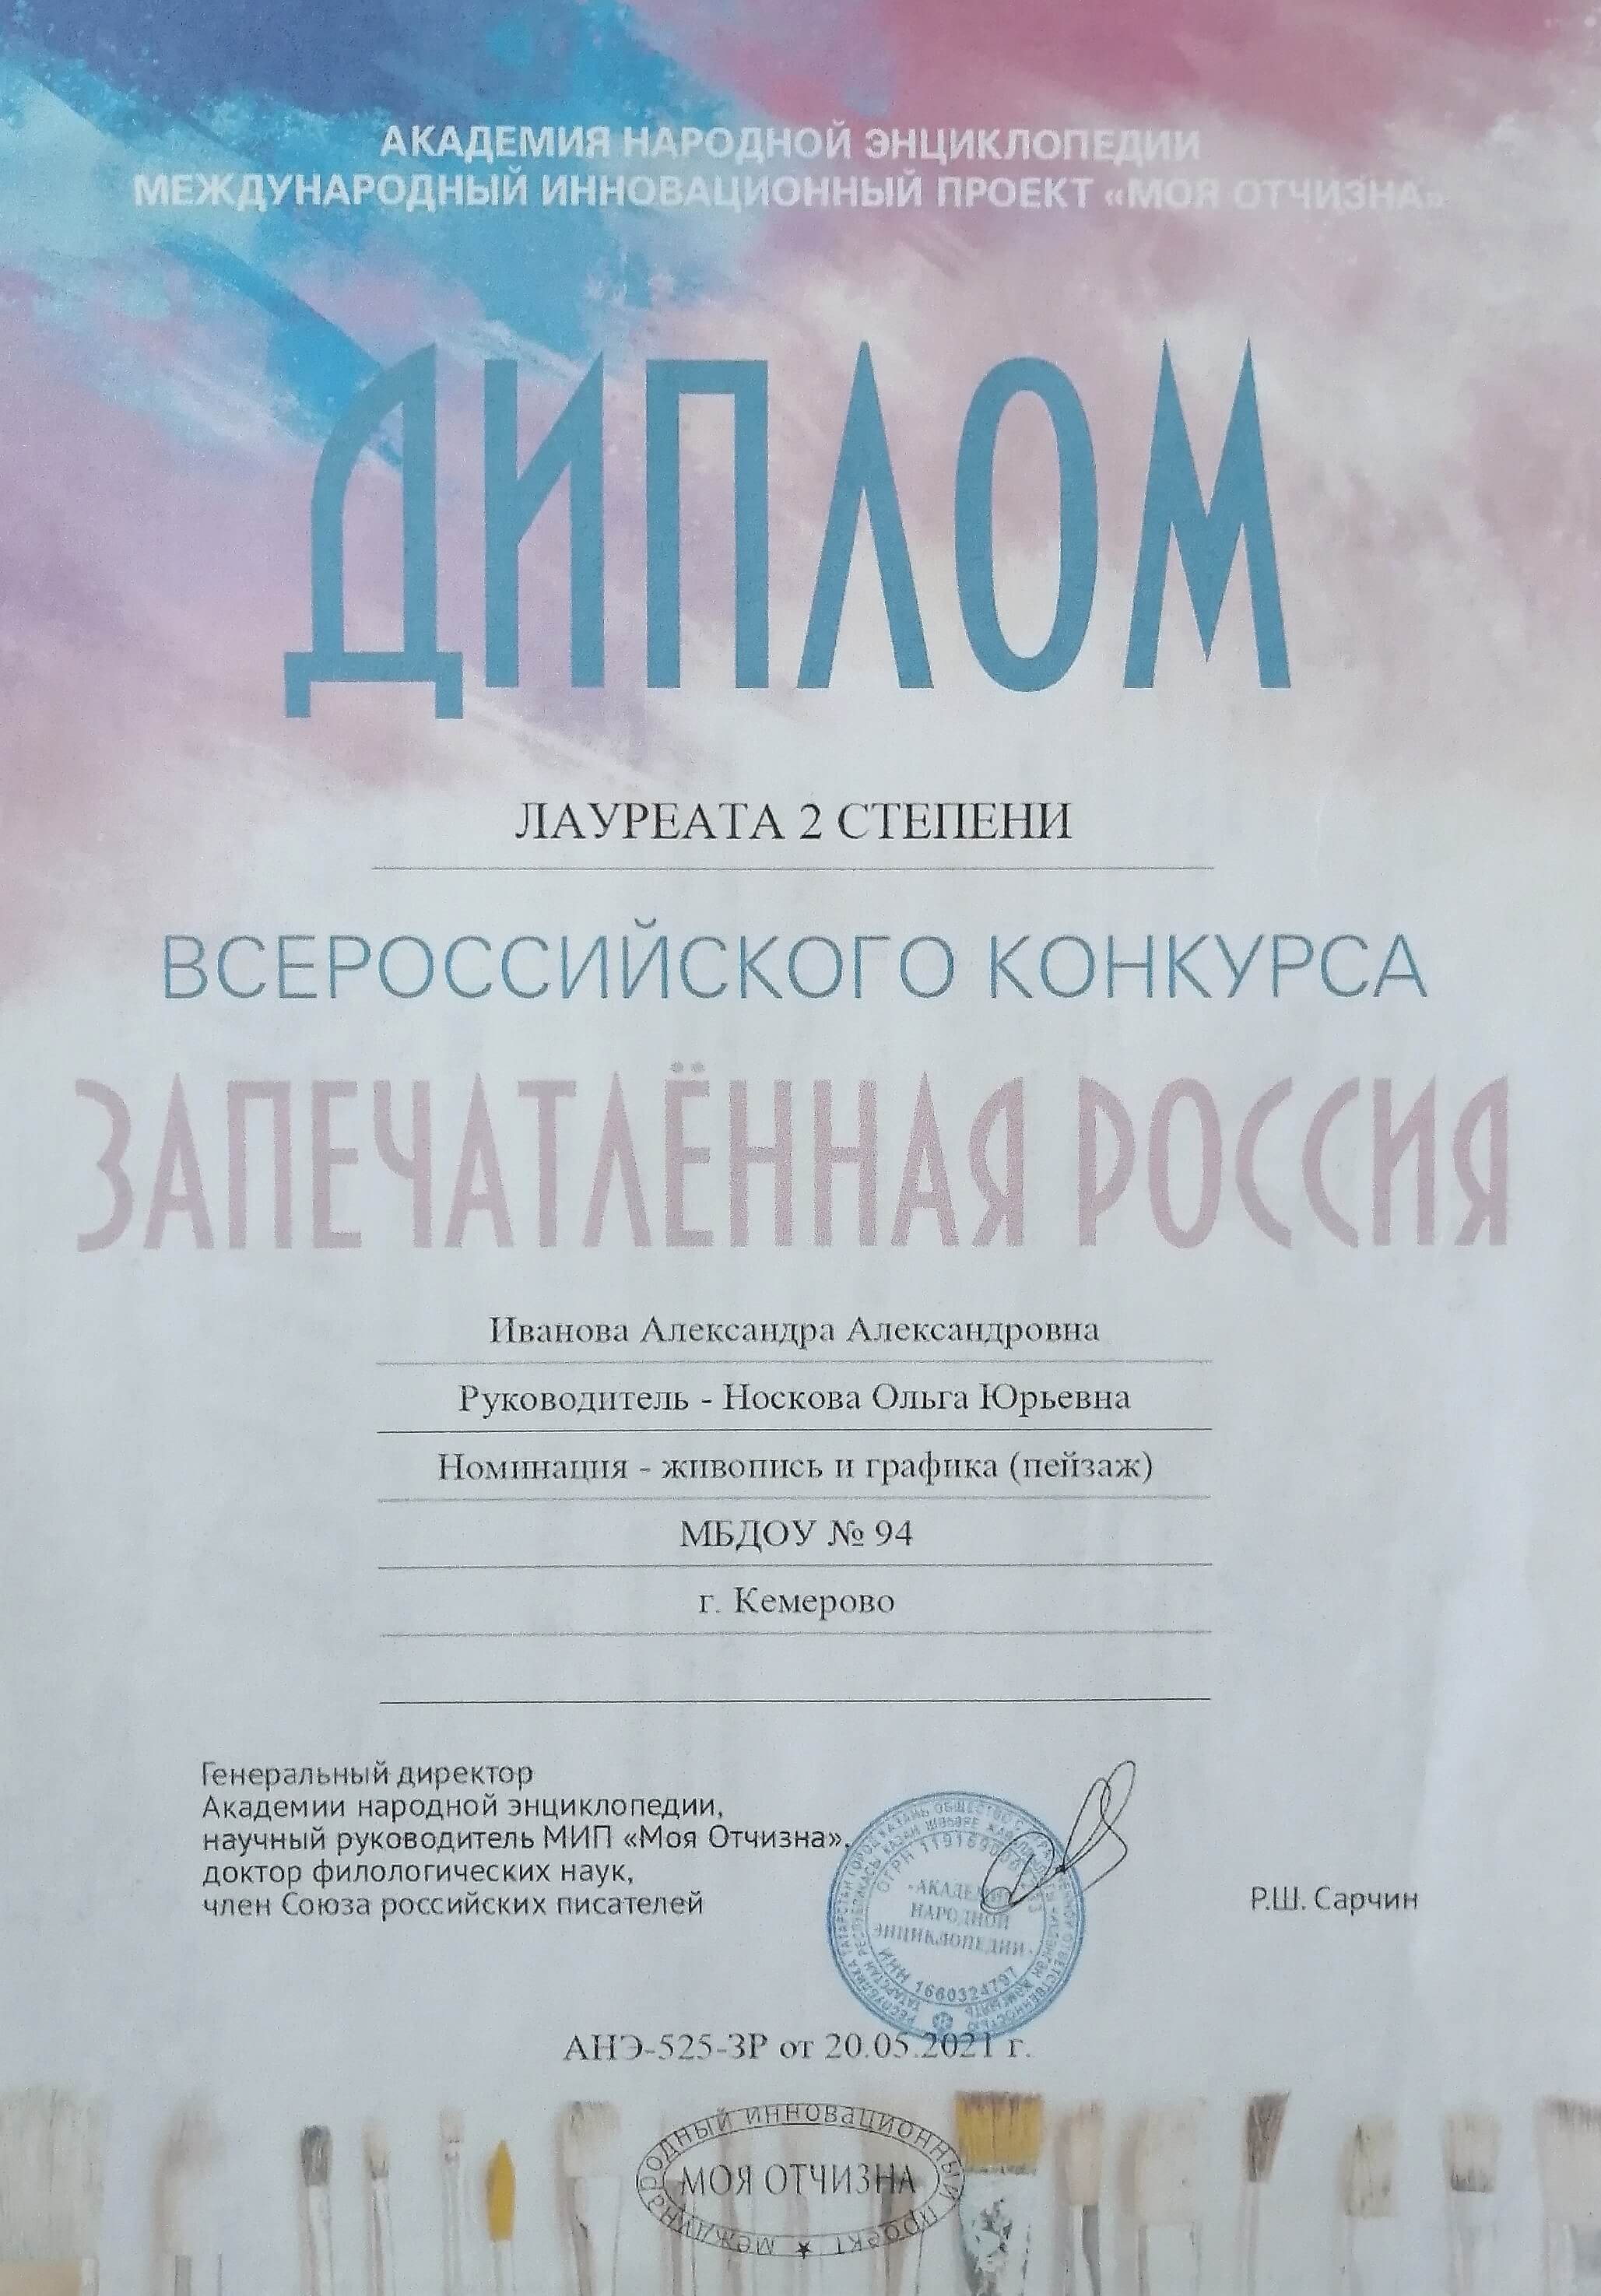 АКАДЕМИЯ НАРОДНОЙ ЭНЦИКЛОПЕДИИ
МЕЖДУНАРОДНЫЙ ИННОВАЦИОННЫЙ ПРОЕКТ «МОЯ ОТЧИЗНА»
ДИПЛОМ
ЛАУРЕАТА 2 СТЕПЕНИ
ВСЕРОССИЙСКОГО КОНКУРСА
ЗАПЕЧАТЛЁННАЯ РОССИЯ
Иванова Александра Александровна
Руководитель - Носкова Ольга Юрьевна
Номинация - живопись и графика (пейзаж)
МБДОУ № 94
г. Кемерово
Генеральный директор
Академии народной энциклопедии,
научный руководитель МИП «Моя Отчизна»,
доктор филологических наук,
член Союза российских писателей
Р.Ш. Сарчин
АКАДЕМИЯ
НАРОДНОЙ
ЭНЦИКЛОПЕДИИ
ИНН 1660324797
АНЭ-525-ЗР от 20.05.2021 г.
международный инновационный проект
МОЯ ОТЧИЗНА